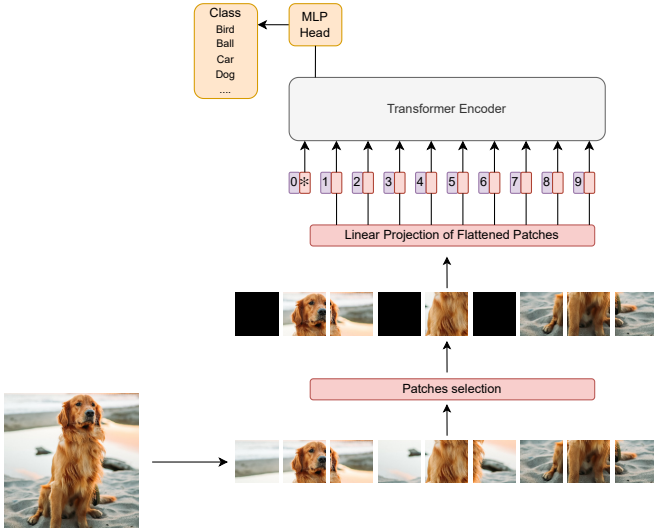 Class
Bird
Ball
Car
Dog
....
MLP
Head
Transformer Encoder
0 * 1 2 3 4 5 6 7 8 9
Linear Projection of Flattened Patches
Patches selection